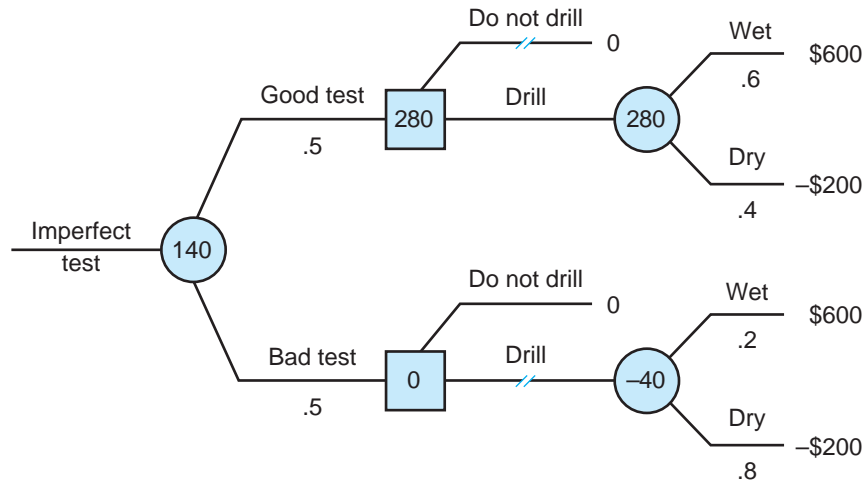 Do not drill
0
Wet
$600
.6
Good test
.5
280
Drill
280
Dry
–$200
.4
Imperfect
test
140
Do not drill
0
Wet
$600
.2
Bad test
.5
0
Drill
–40
Dry
–$200
.8